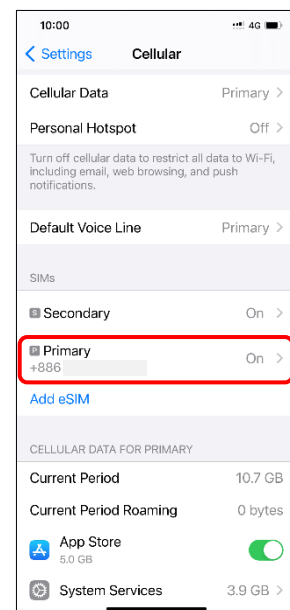 10:00 4G
Settings Cellular
Cellular Data Primary
Personal Hotspot Off
Turn off cellular data to restrict all data to Wi-Fi,
including email, web browsing, and push
notifications.
Default Voice Line Primary
SIMs
S Secondary On
P Primary On
+886
Add eSIM
CELLULAR DATA FOR PRIMARY
Current Period 10.7 GB
Current Period Roaming 0 bytes
App Store
5.0 GB
System Services 3.9 GB